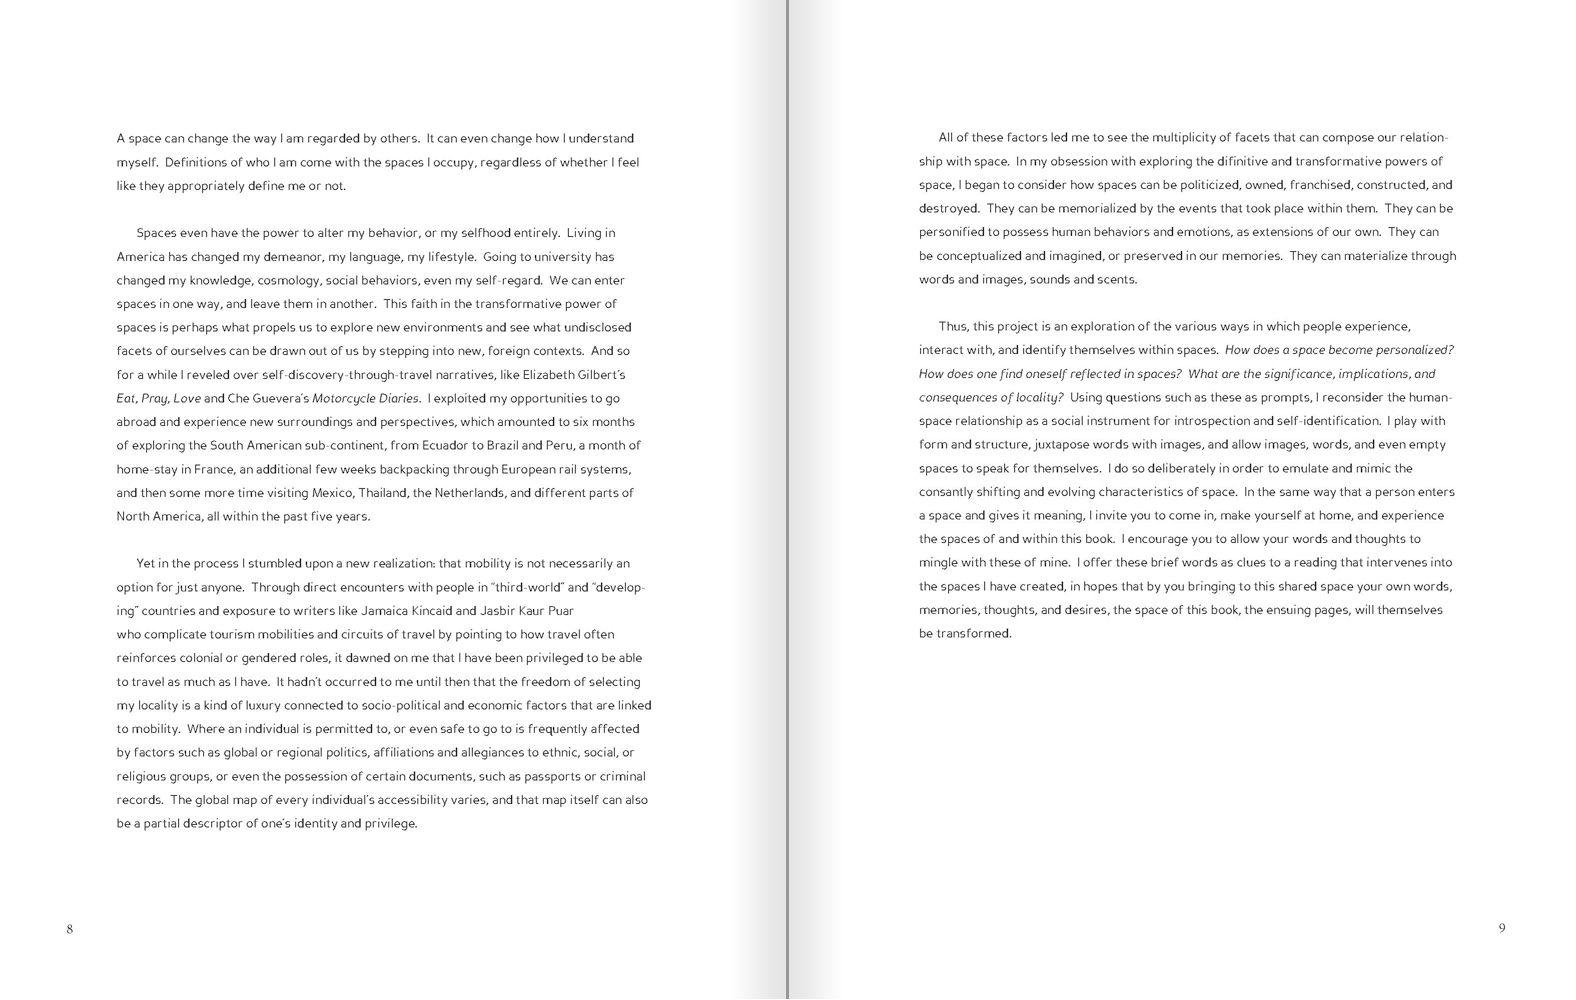 A space can change the way I am regarded by others.  It can even change how I understand
myself.  Definitions of who I am come with the spaces I occupy, regardless of whether I feel
like they appropriately define me or not.
Spaces even have the power to alter my behavior, or my selfhood entirely.  Living in
America has changed my demeanor, my language, my lifestyle.  Going to university has
changed my knowledge, cosmology, social behaviors, even my self-regard.  We can enter
spaces in one way, and leave them in another.  This faith in the transformative power of
spaces is perhaps what propels us to explore new environments and see what undisclosed
facets of ourselves can be drawn out of us by stepping into new, foreign contexts.  And so
for a while I reveled over self-discovery-through-travel narratives, like Elizabeth Gilbert's
Eat, Pray, Love and Che Guevera's Motorcycle Diaries.  I exploited my opportunities to go
abroad and experience new surroundings and perspectives, which amounted to six months
of exploring the South American sub-continent, from Ecuador to Brazil and Peru, a month of
home-stay in France, an additional few weeks backpacking through European rail systems,
and then some more time visiting Mexico, Thailand, the Netherlands, and different parts of
North America, all within the past five years.
Yet in the process I stumbled upon a new realization: that mobility is not necessarily an
option for just anyone.  Through direct encounters with people in "third-world" and "develop-
ing" countries and exposure to writers like Jamaica Kincaid and Jasbir Kaur Puar
who complicate tourism mobilities and circuits of travel by pointing to how travel often
reinforces colonial or gendered roles, it dawned on me that I have been privileged to be able
to travel as much as I have.  It hadn't occurred to me until then that the freedom of selecting
my locality is a kind of luxury connected to socio-political and economic factors that are linked
to mobility.  Where an individual is permitted to, or even safe to go to is frequently affected
by factors such as global or regional politics, affiliations and allegiances to ethnic, social, or
religious groups, or even the possession of certain documents, such as passports or criminal
records.  The global map of every individual's accessibility varies, and that map itself can also
be a partial descriptor of one's identity and privilege.
8
All of these factors led me to see the multiplicity of facets that can compose our relation-
ship with space.  In my obsession with exploring the difinitive and transformative powers of
space, I began to consider how spaces can be politicized, owned, franchised, constructed, and
destroyed.  They can be memorialized by the events that took place within them.  They can be
personified to possess human behaviors and emotions, as extensions of our own.  They can
be conceptualized and imagined, or preserved in our memories.  They can materialize through
words and images, sounds and scents.
Thus, this project is an exploration of the various ways in which people experience,
interact with, and identify themselves within spaces.  How does a space become personalized?
How does one find oneself reflected in spaces?  What are the significance, implications, and
consequences of locality?  Using questions such as these as prompts, I reconsider the human-
space relationship as a social instrument for introspection and self-identification.  I play with
form and structure, juxtapose words with images, and allow images, words, and even empty
spaces to speak for themselves.  I do so deliberately in order to emulate and mimic the
consantly shifting and evolving characteristics of space.  In the same way that a person enters
a space and gives it meaning, I invite you to come in, make yourself at home, and experience
the spaces of and within this book.  I encourage you to allow your words and thoughts to
mingle with these of mine.  I offer these brief words as clues to a reading that intervenes into
the spaces I have created, in hopes that by you bringing to this shared space your own words,
memories, thoughts, and desires, the space of this book, the ensuing pages, will themselves
be transformed.
9